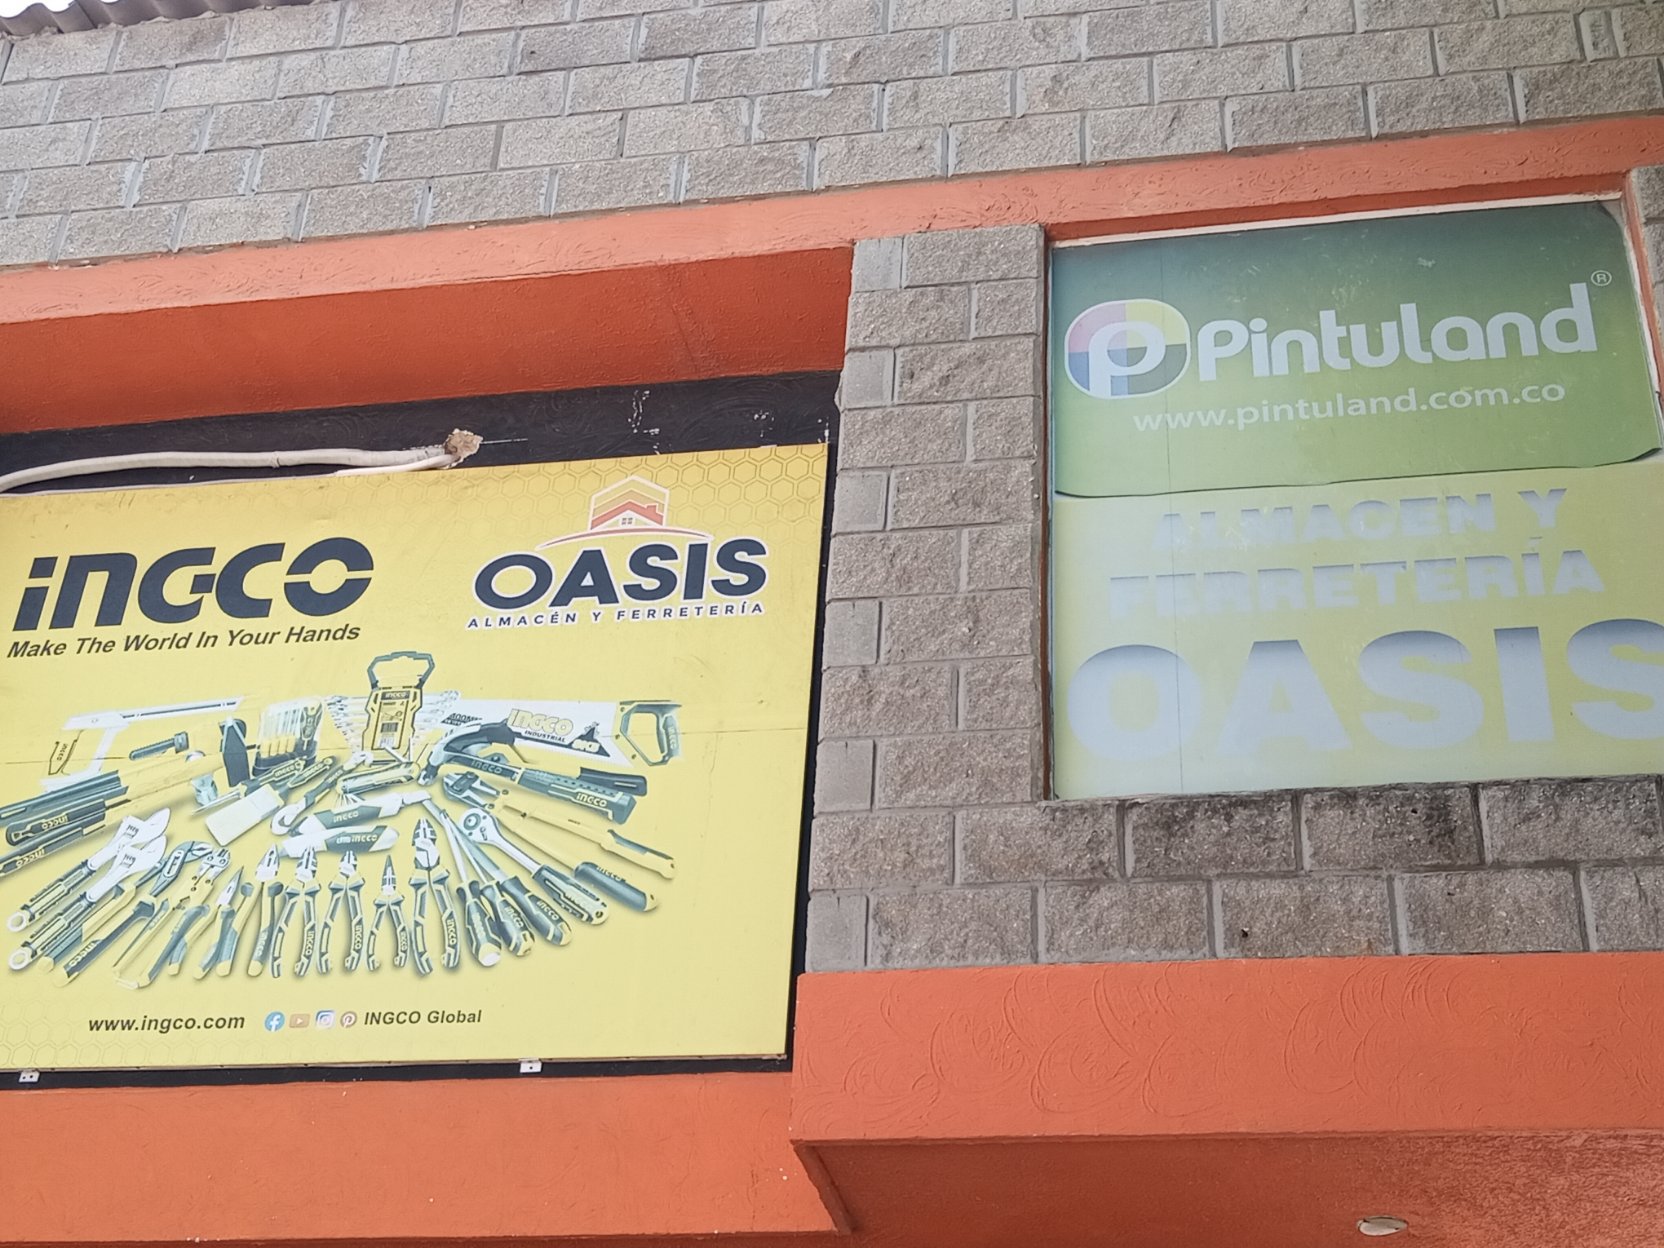 INGCO
Make The World In Your Hands
OASIS
ALMACÉN Y FERRETERÍA
INGCO
INDUSTRIAL
www.ingco.com
INGCO Global
Pintuland®
www.pintuland.com.co
ALMACEN Y
FERRETERÍA
OASIS